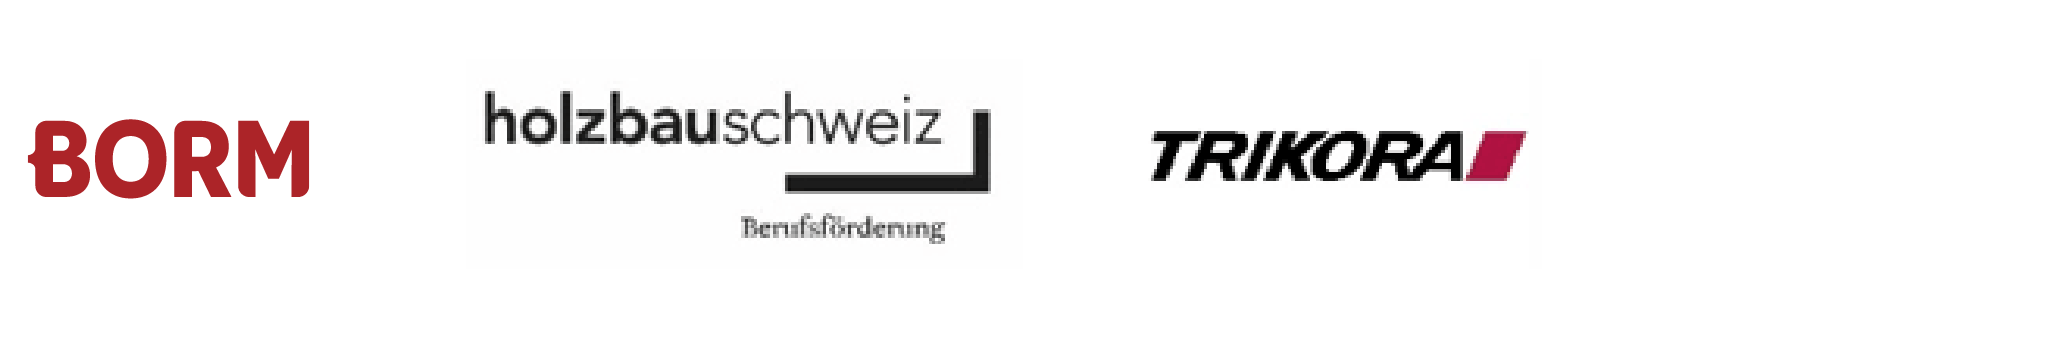 BORM
holzbauschweiz
Berufsförderung
TRIKORA